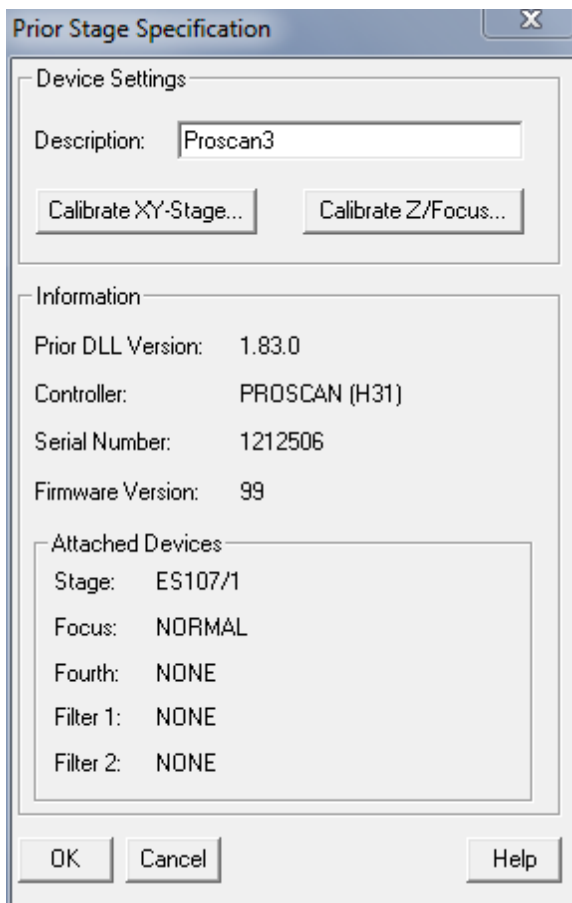 Prior Stage Specification
Device Settings
Description: Proscan3
Calibrate XY-Stage... Calibrate Z/Focus...
Information
Prior DLL Version: 1.83.0
Controller: PROSCAN (H31)
Serial Number: 1212506
Firmware Version: 99
Attached Devices
Stage: ES107/1
Focus: NORMAL
Fourth: NONE
Filter 1: NONE
Filter 2: NONE
OK Cancel Help